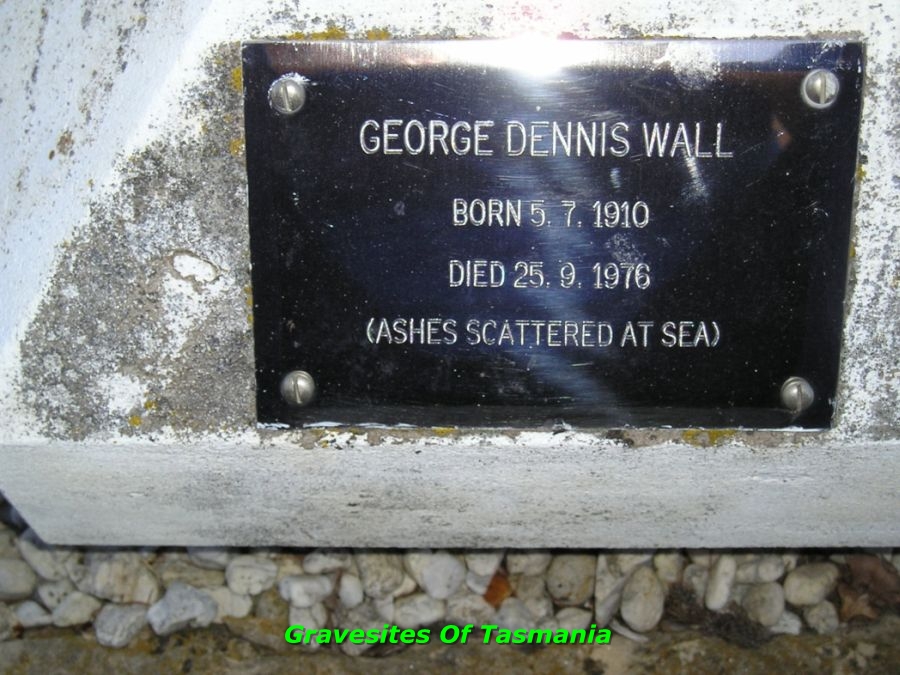 GEORGE DENNIS WALL
BORN 5. 7. 1910
DIED 25. 9. 1976
(ASHES SCATTERED AT SEA)
Gravesites Of Tasmania